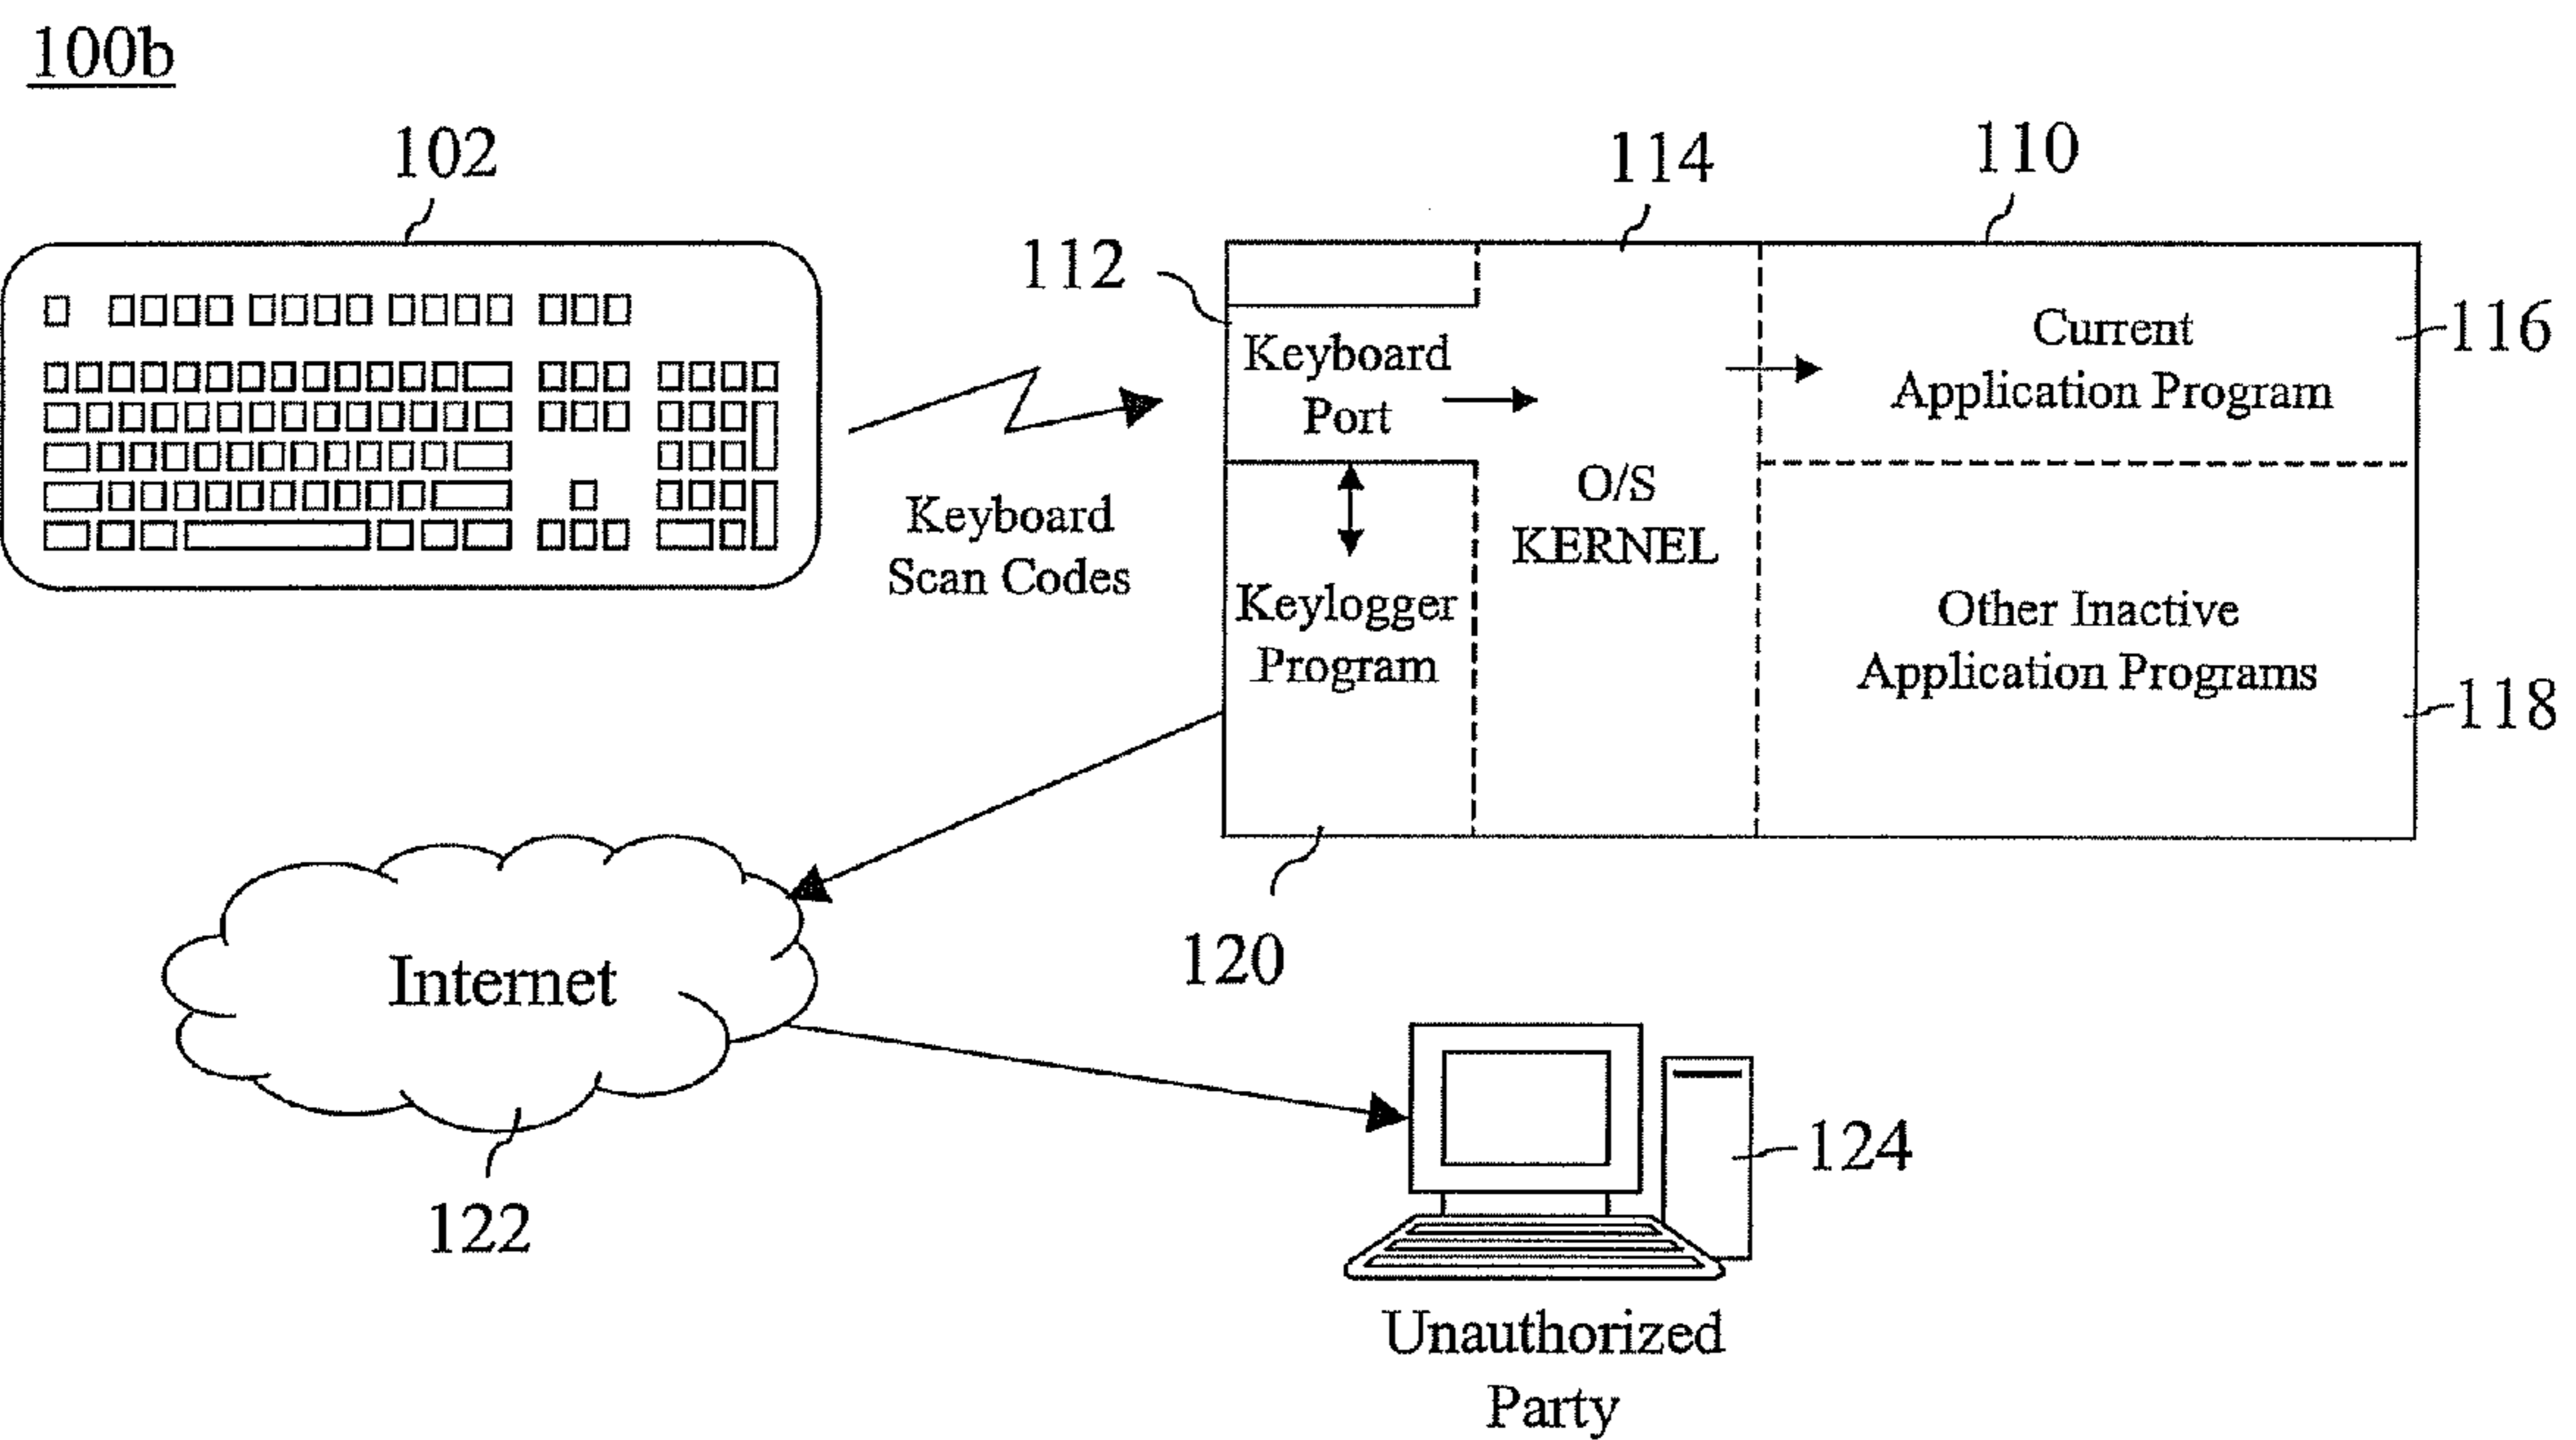 100b
102
114
110
112
Keyboard
Port
Current
Application Program
116
O/S
KERNEL
Keyboard
Scan Codes
Keylogger
Program
Other Inactive
Application Programs
118
120
Internet
122
124
Unauthorized
Party